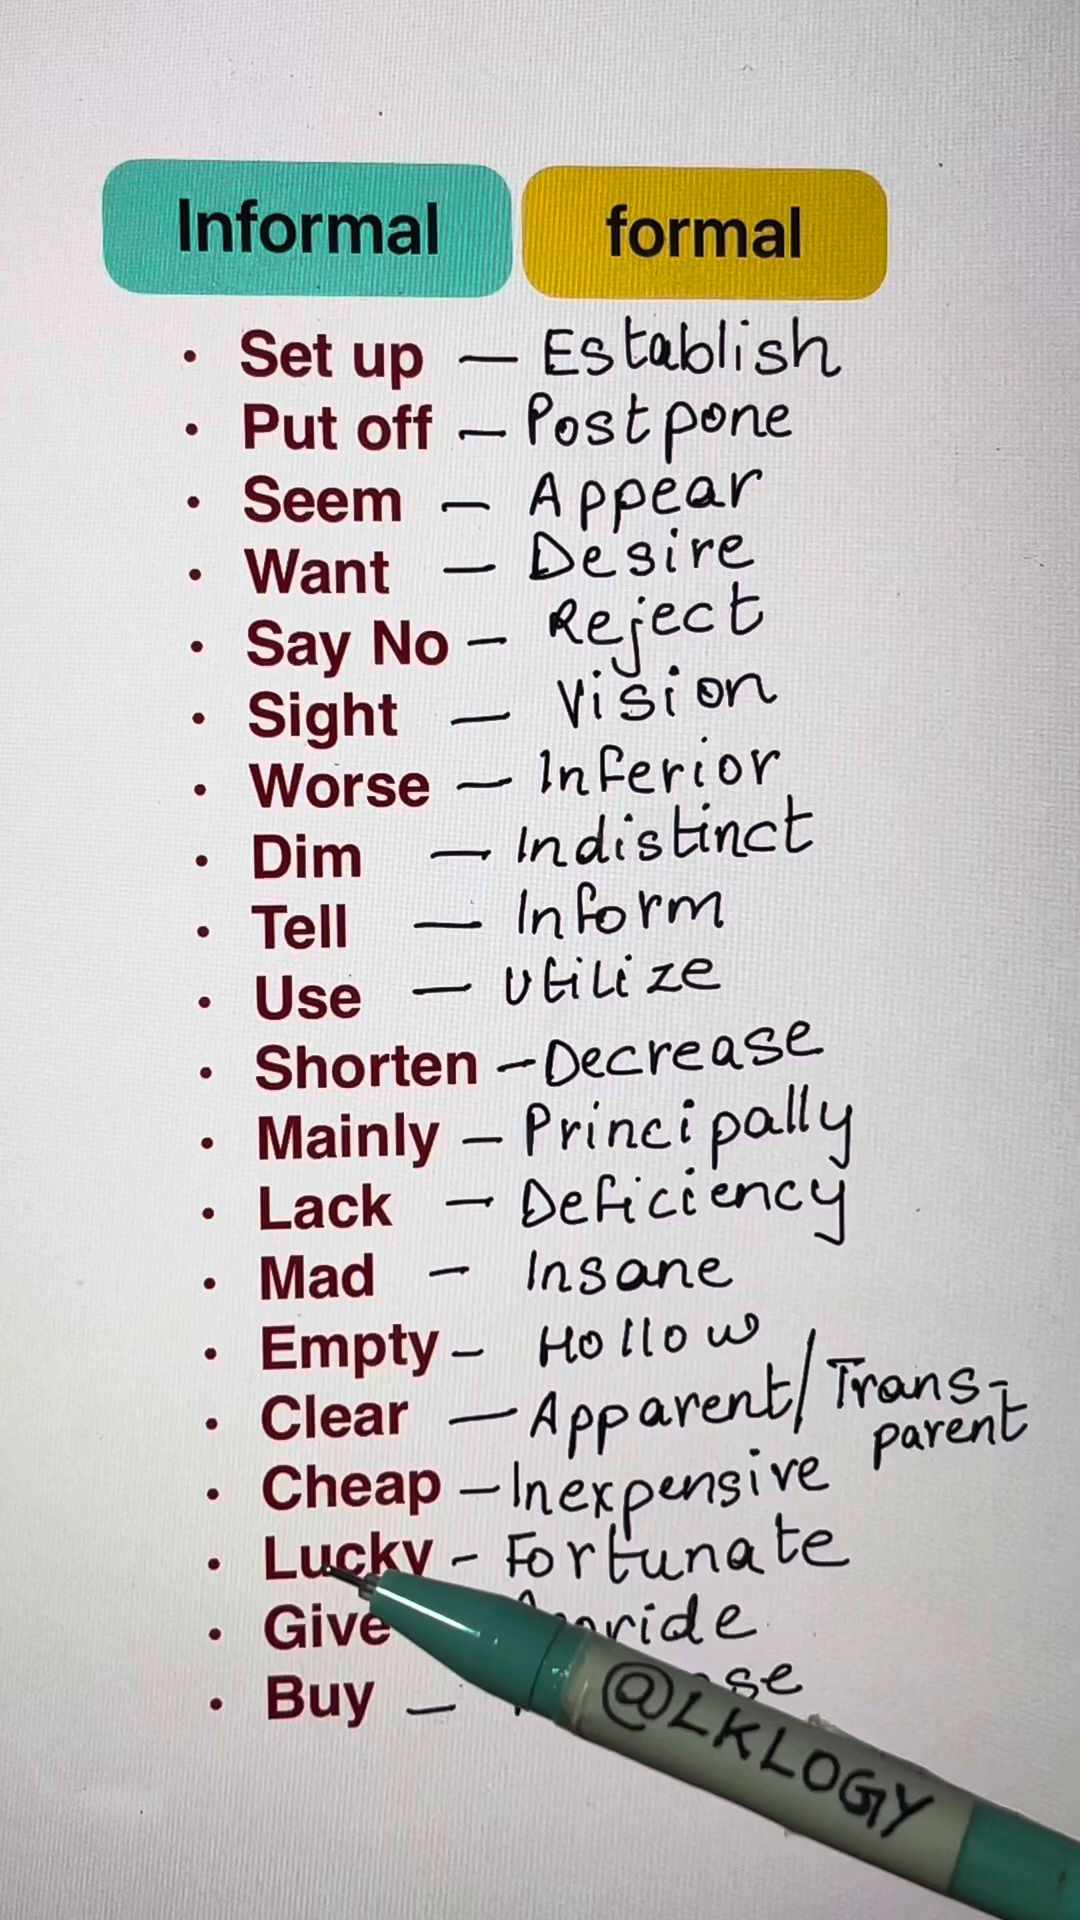 Informal formal
• Set up — Establish
• Put off — Postpone
• Seem — Appear
• Want — Desire
• Say No — Reject
• Sight — Vision
• Worse — Inferior
• Dim — Indistinct
• Tell — Inform
• Use — Utilize
• Shorten — Decrease
• Mainly — Principally
• Lack — Deficiency
• Mad — Insane
• Empty — Hollow
• Clear — Apparent/Trans-
parent
• Cheap — Inexpensive
• Lucky — Fortunate
• Give
• Buy —
@LKLOGY